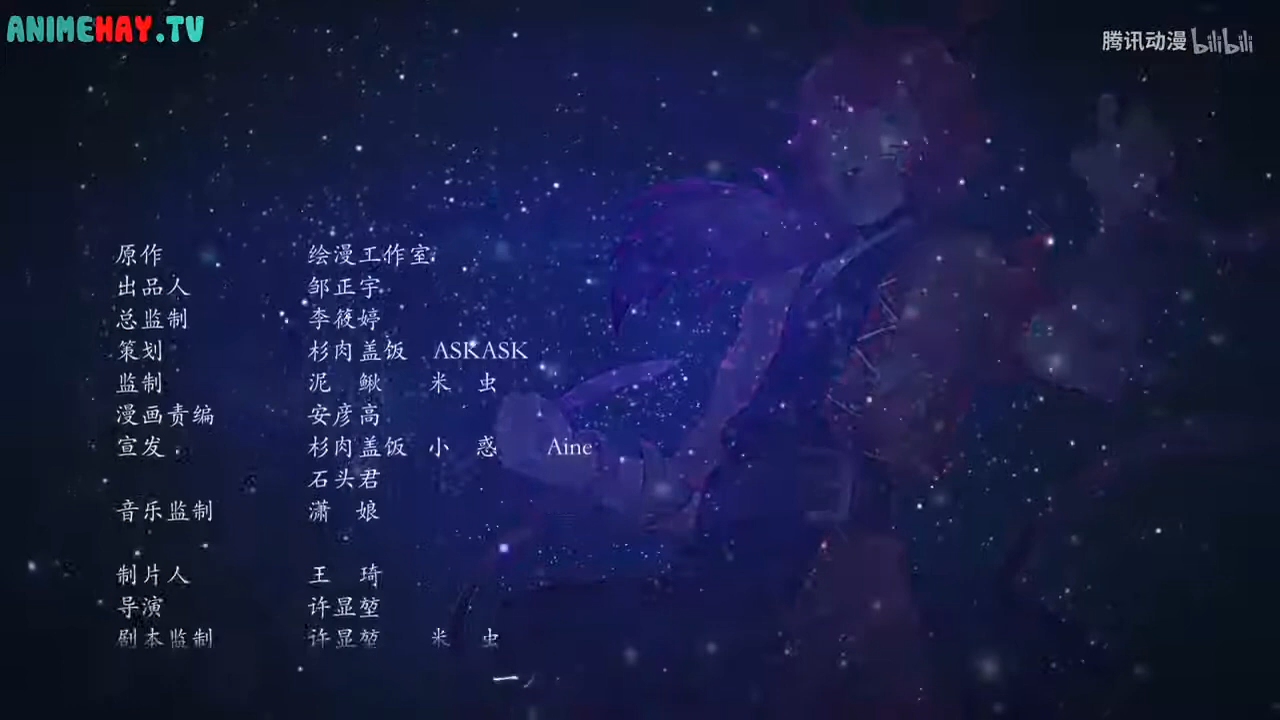 ANIMEHAY.TV
腾讯动漫 bilibili
原作 绘漫工作室
出品人 邹正宇
总监制 李筱婷
策划 杉肉盖饭 ASKASK
监制 泥 鳅 米 虫
漫画责编 安彦高
宣发 杉肉盖饭 小 惑 Aine
石头君
音乐监制 潇 娘
制片人 王 琦
导演 许显堃
剧本监制 许显堃 米 虫
一